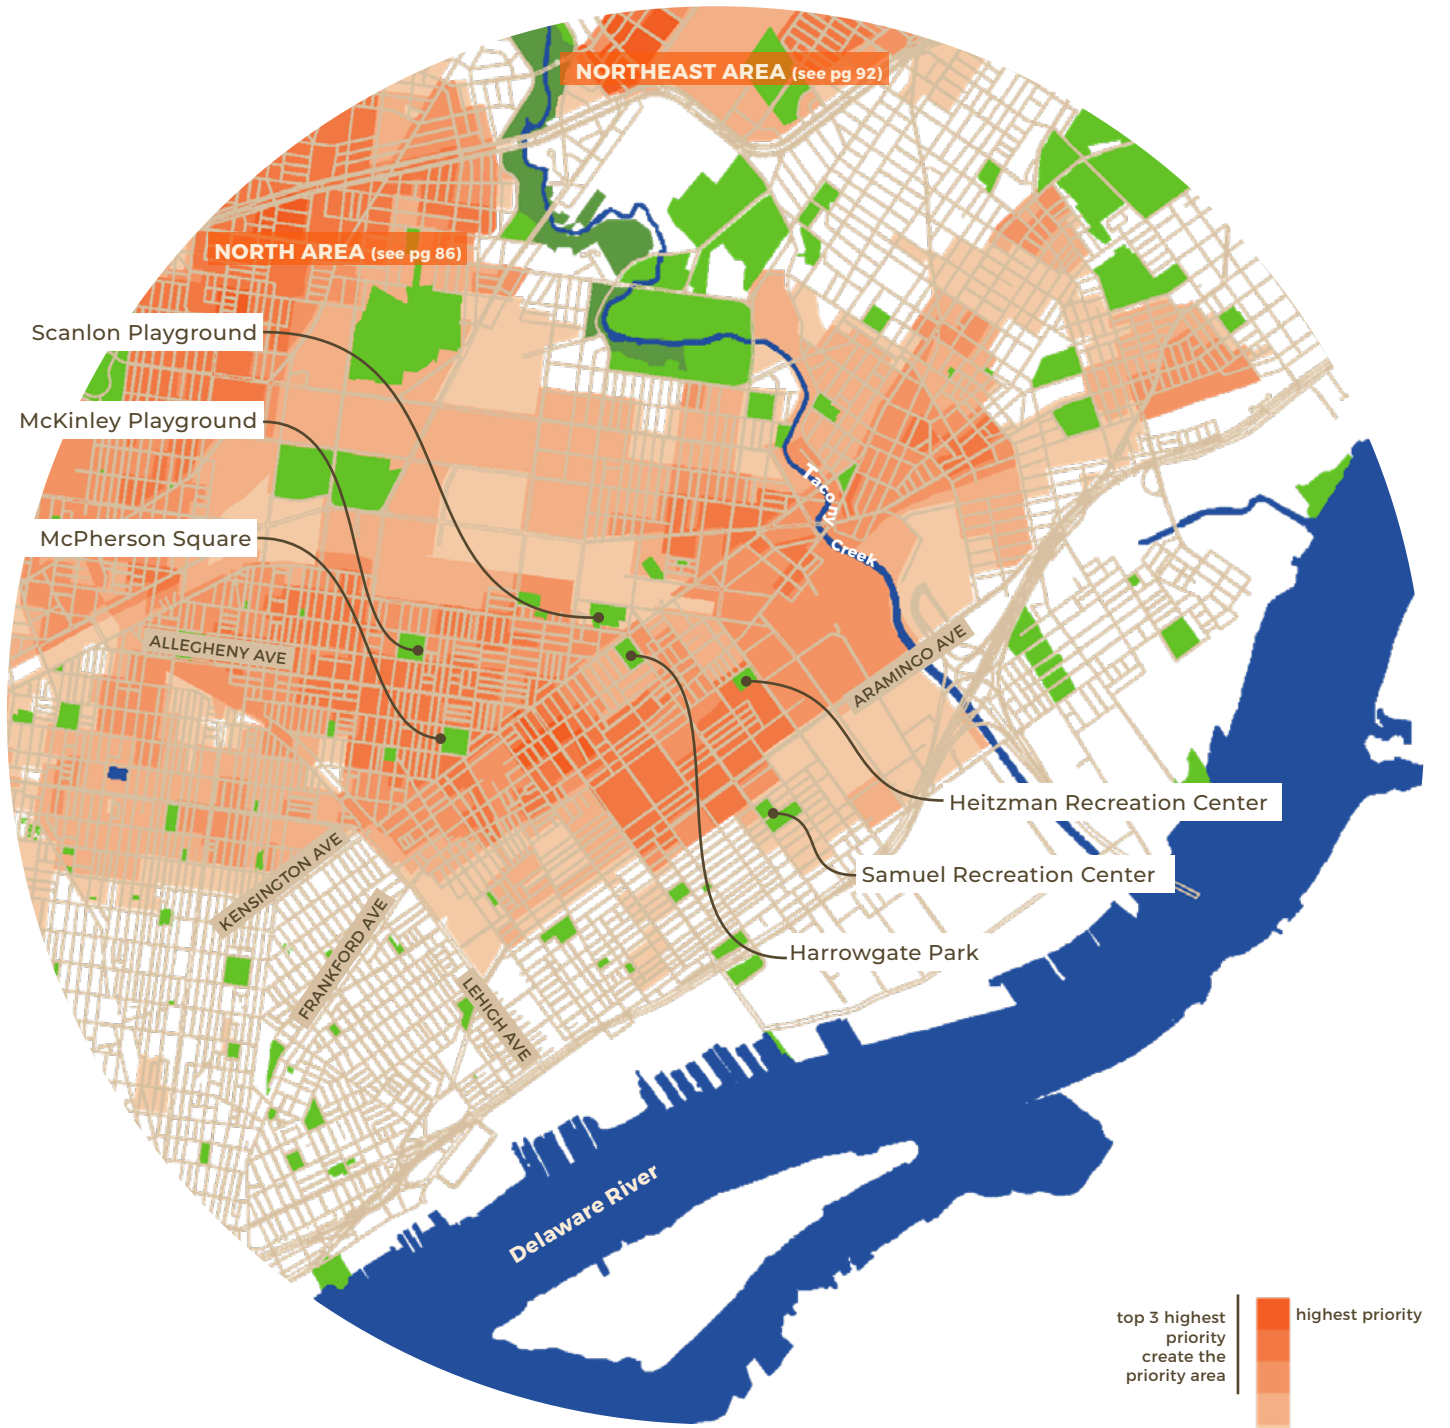 NORTHEAST AREA (see pg 92)
NORTH AREA (see pg 86)
Scanlon Playground
McKinley Playground
McPherson Square
Taco
ny
Creek
ALLEGHENY AVE
ARAMINGO AVE
Heitzman Recreation Center
KENSINGTON AVE
Samuel Recreation Center
FRANKFORD AVE
Harrowgate Park
LEHIGH AVE
Delaware River
top 3 highest
priority
create the
priority area
highest priority